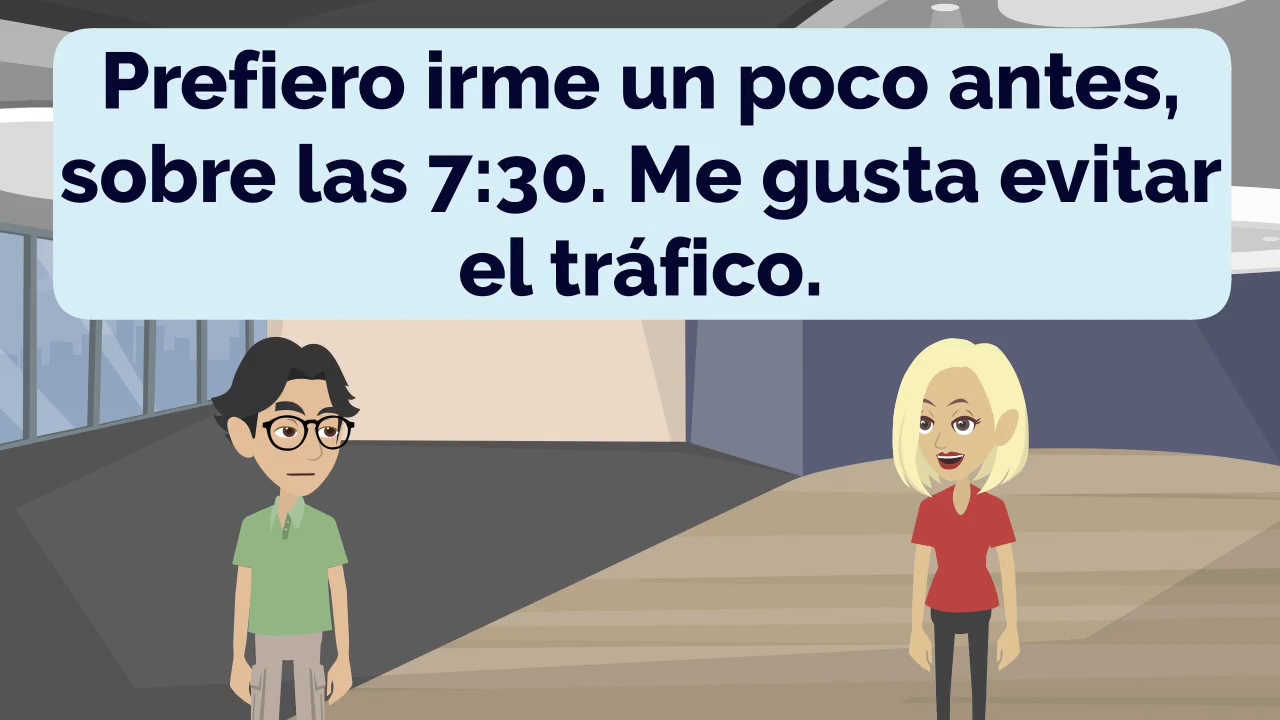 Prefiero irme un poco antes,
sobre las 7:30. Me gusta evitar
el tráfico.